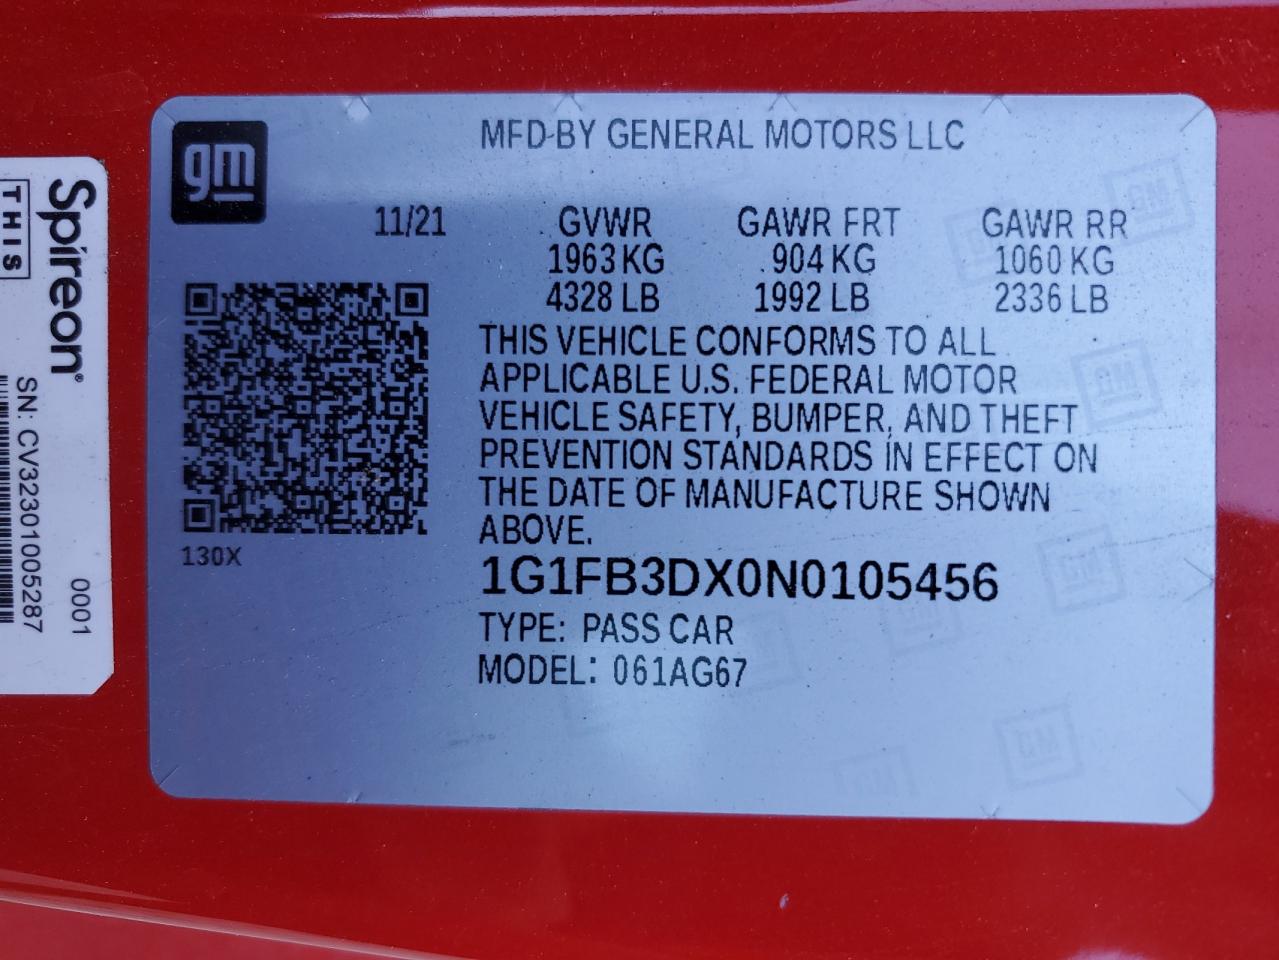 gm
MFD BY GENERAL MOTORS LLC
11/21 GVWR GAWR FRT GAWR RR
1963 KG 904 KG 1060 KG
4328 LB 1992 LB 2336 LB
THIS VEHICLE CONFORMS TO ALL
APPLICABLE U.S. FEDERAL MOTOR
VEHICLE SAFETY, BUMPER, AND THEFT
PREVENTION STANDARDS IN EFFECT ON
THE DATE OF MANUFACTURE SHOWN
ABOVE.
130X
1G1FB3DX0N0105456
TYPE: PASS CAR
MODEL: 061AG67
Spireon®
THIS
SN: CV32301005287
0001